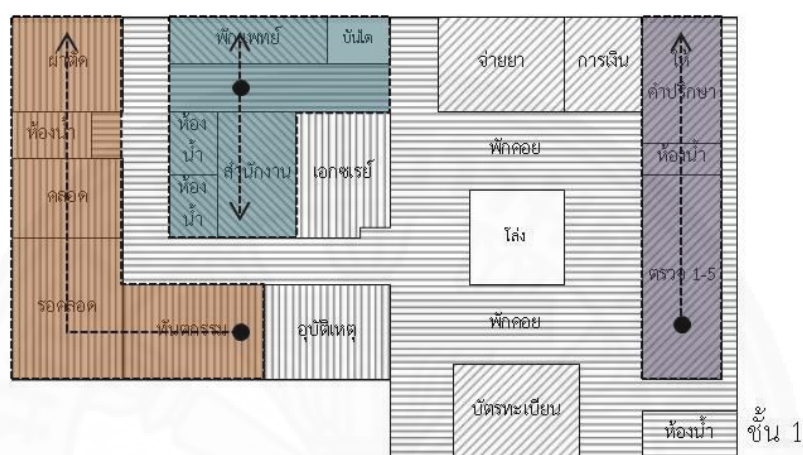 พักแพทย์
บันได
จ่ายยา
การเงิน
ให้
คำปรึกษา
ผ่าตัด
ห้องน้ำ
ห้อง
น้ำ
สำนักงาน
เอกซเรย์
พักคอย
ห้องน้ำ
คลอด
ห้อง
น้ำ
โล่ง
ตรวจ 1-5
รอคลอด
ทันตกรรม
อุบัติเหตุ
พักคอย
บัตรทะเบียน
ห้องน้ำ
ชั้น 1